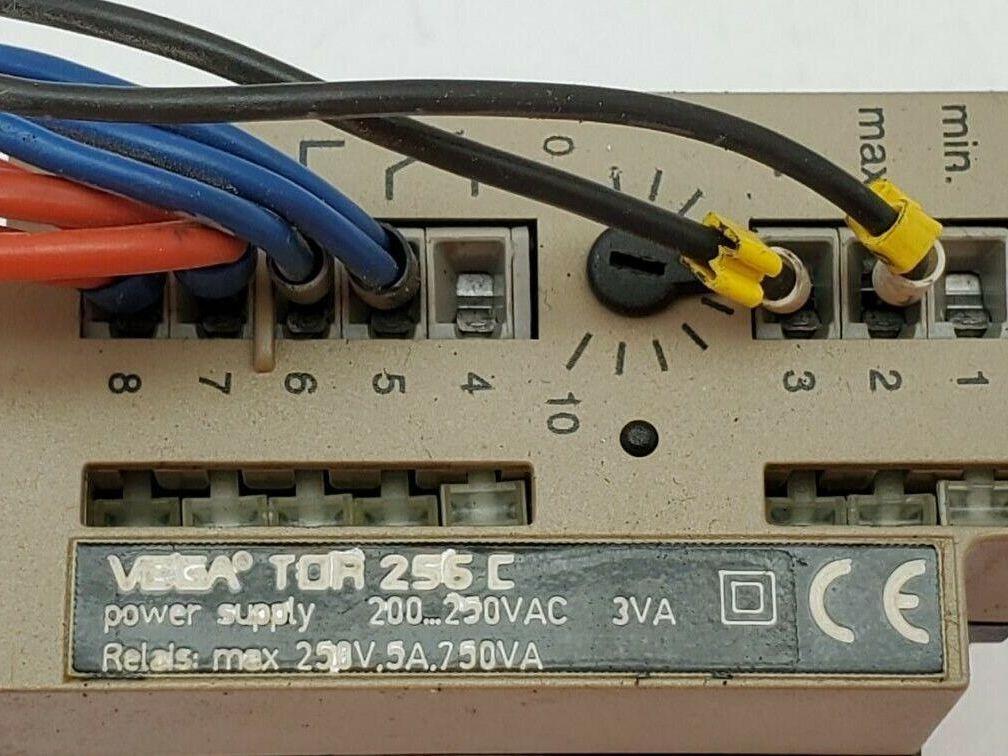 min.
max
0
8 7 6 5 4 3 2 1
10
VEGA® TOR 256 C
power supply 200...250VAC 3VA
Relais: max 250V,5A,750VA
CE